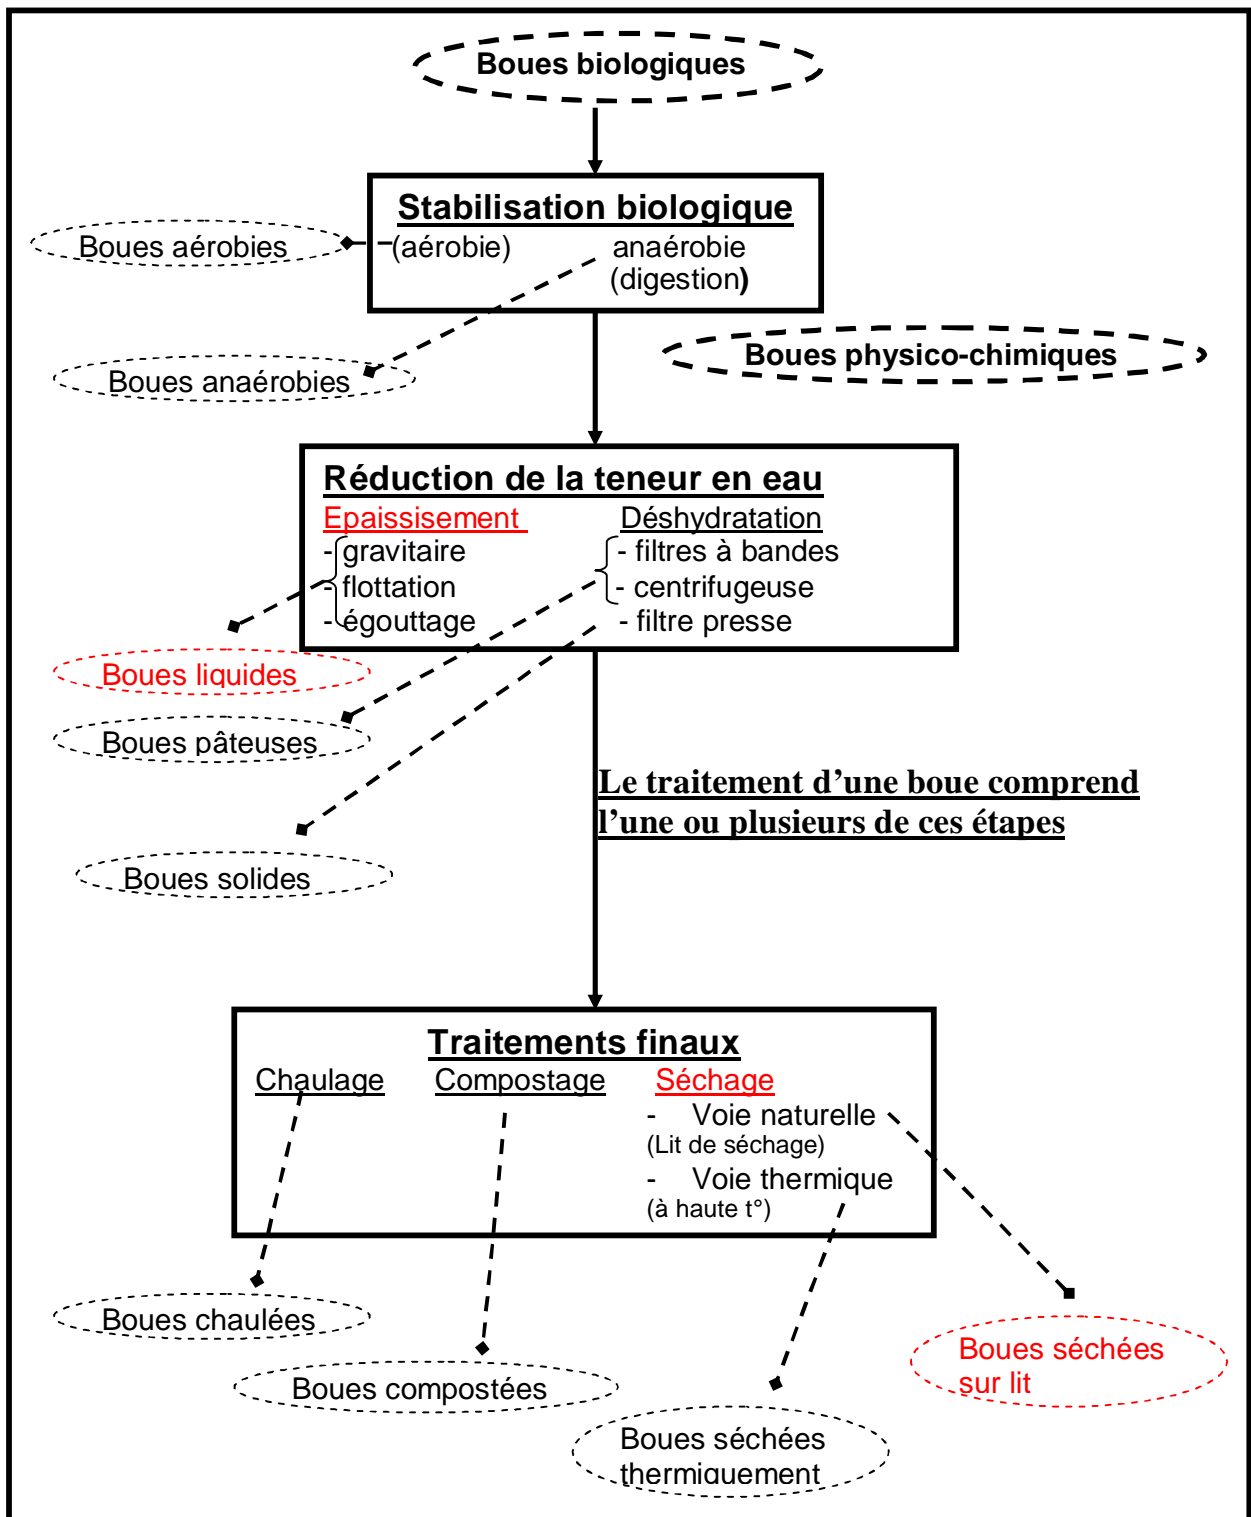 Boues biologiques
Stabilisation biologique
Boues aérobies
(aérobie) anaérobie
(digestion)
Boues physico-chimiques
Boues anaérobies
Réduction de la teneur en eau
Epaissisement Déshydratation
- gravitaire - filtres à bandes
- flottation - centrifugeuse
- égouttage - filtre presse
Boues liquides
Boues pâteuses
Le traitement d'une boue comprend
l'une ou plusieurs de ces étapes
Boues solides
Traitements finaux
Chaulage Compostage Séchage
- Voie naturelle
(Lit de séchage)
- Voie thermique
(à haute t°)
Boues chaulées
Boues séchées
sur lit
Boues compostées
Boues séchées
thermiquement